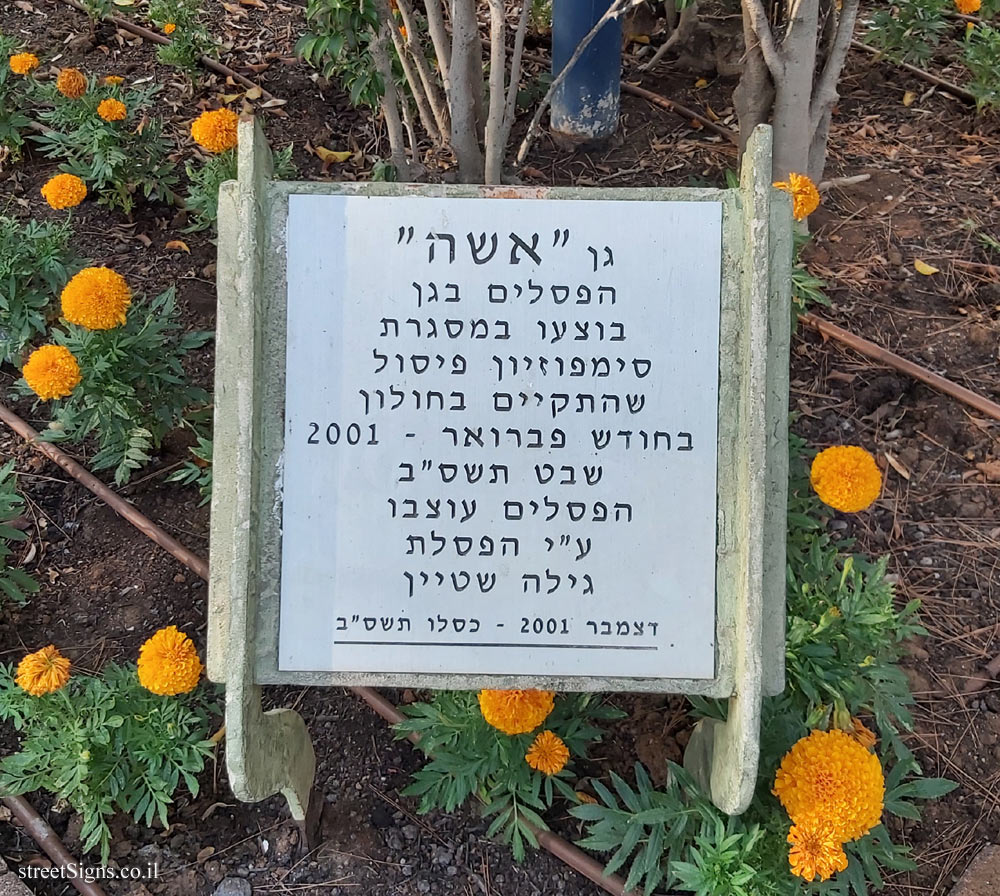 גן "אשה"
הפסלים בגן
בוצעו במסגרת
סימפוזיון פיסול
שהתקיים בחולון
בחודש פברואר - 2001
שבט תשס"ב
הפסלים עוצבו
ע"י הפסלת
גילה שטיין
דצמבר 2001 - כסלו תשס"ב
streetSigns.co.il